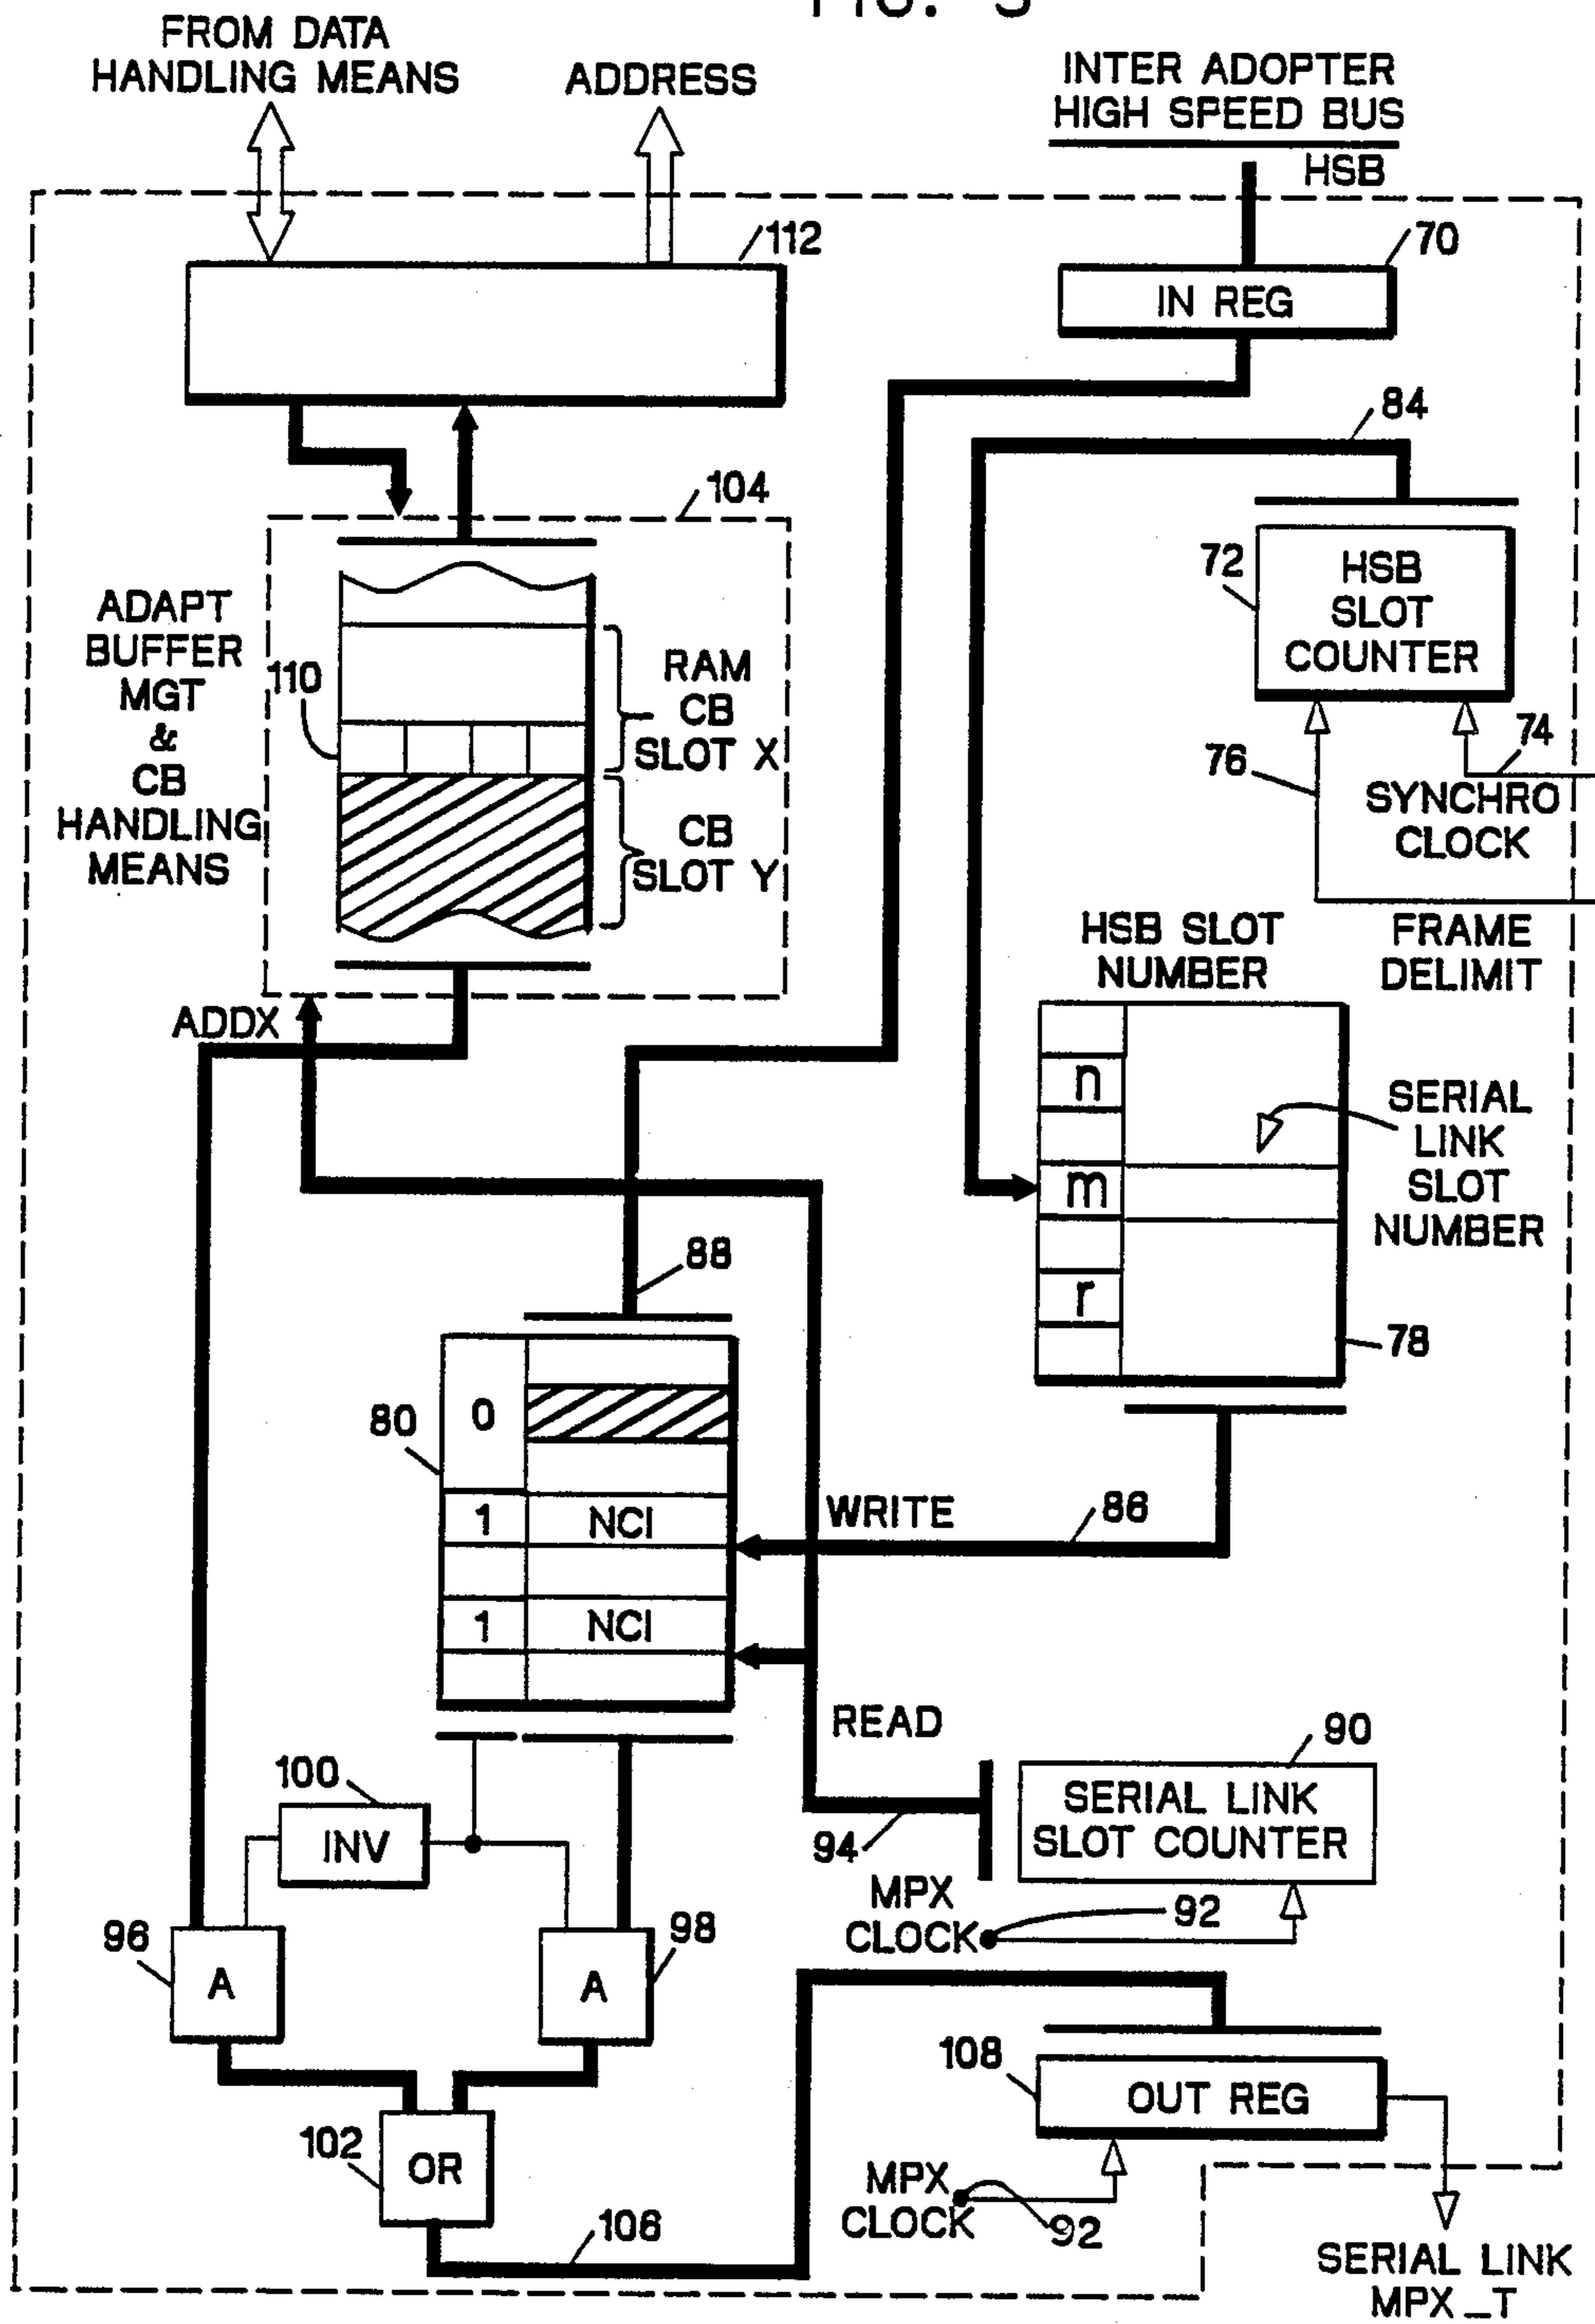 FIG. 3
FROM DATA
HANDLING MEANS
ADDRESS
INTER ADOPTER
HIGH SPEED BUS
HSB
112
70
IN REG
84
104
72
HSB
SLOT
COUNTER
ADAPT
BUFFER
MGT
&
CB
HANDLING
MEANS
110
RAM
CB
SLOT X
CB
SLOT Y
76
74
SYNCHRO
CLOCK
FRAME
DELIMIT
HSB SLOT
NUMBER
ADDX
n
m
r
SERIAL
LINK
SLOT
NUMBER
78
88
80
0
1 NCI
1 NCI
WRITE
86
READ
90
SERIAL LINK
SLOT COUNTER
94
MPX
CLOCK
92
100
INV
96
A
98
A
102
OR
106
108
OUT REG
MPX
CLOCK
92
SERIAL LINK
MPX_T